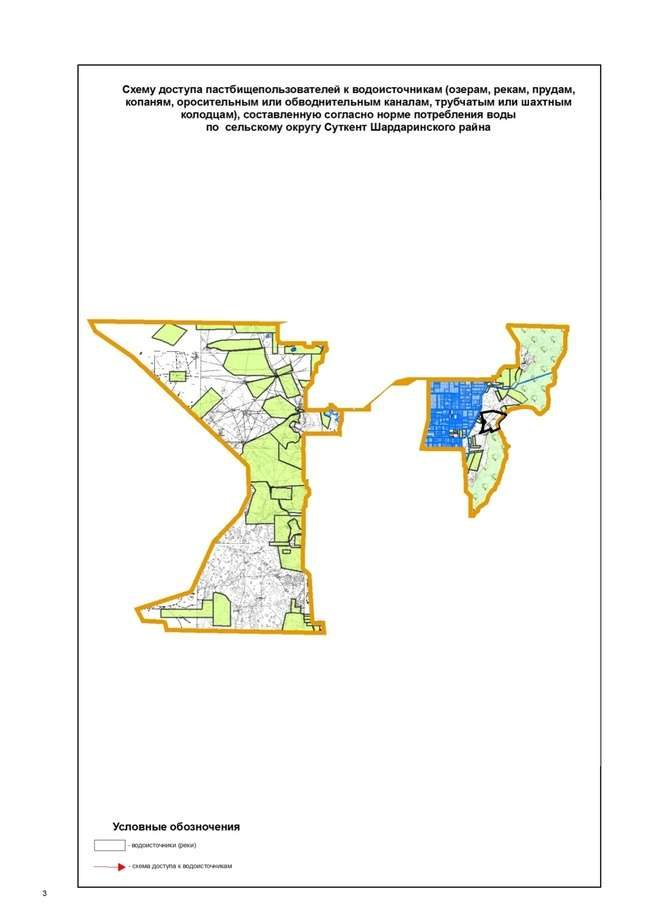 Схему доступа пастбищепользователей к водоисточникам (озерам, рекам, прудам,
копаням, оросительным или обводнительным каналам, трубчатым или шахтным
колодцам), составленную согласно норме потребления воды
по сельскому округу Суткент Шардаринского райна
Условные обозночения
- водоисточники (реки)
- схема доступа к водоисточникам
3